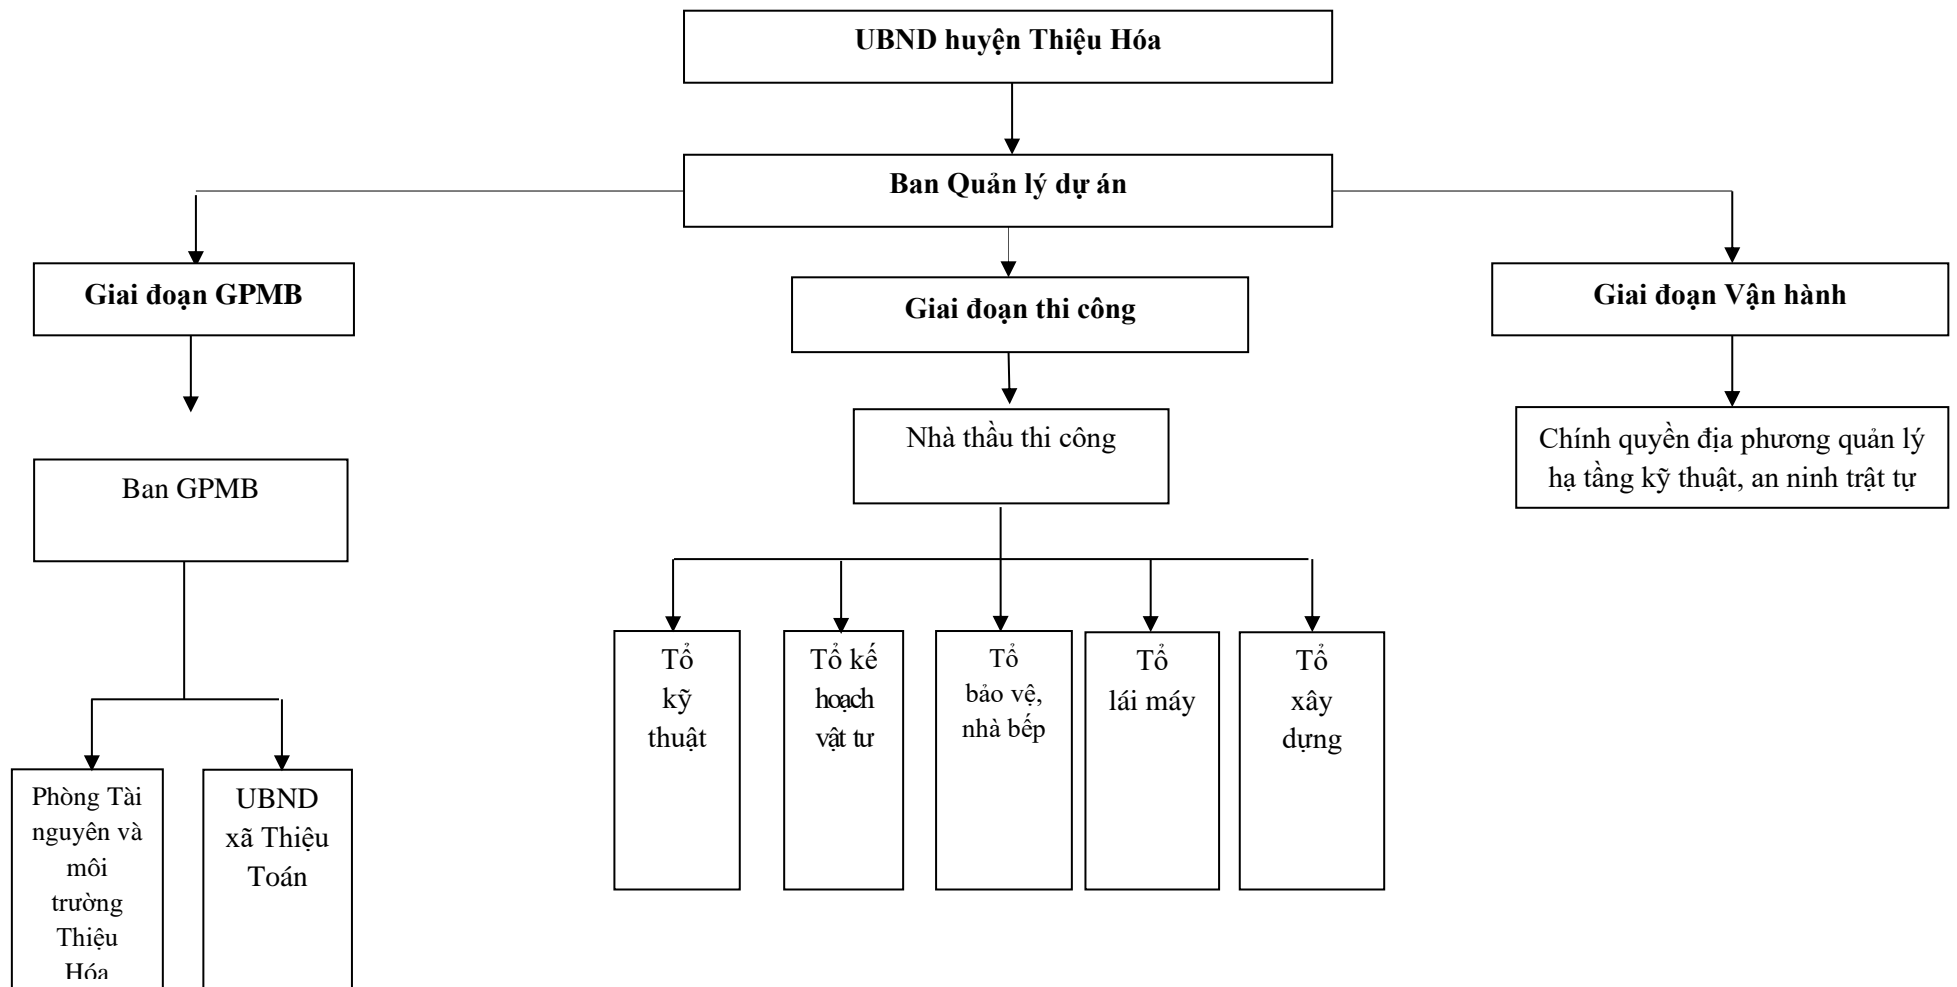 UBND huyện Thiệu Hóa
Ban Quản lý dự án
Giai đoạn GPMB
Giai đoạn thi công
Giai đoạn Vận hành
Nhà thầu thi công
Chính quyền địa phương quản lý
hạ tầng kỹ thuật, an ninh trật tự
Ban GPMB
Tổ
kỹ
thuật
Tổ kế
hoạch
vật tư
Tổ
bảo vệ,
nhà bếp
Tổ
lái máy
Tổ
xây
dựng
Phòng Tài
nguyên và
môi
trường
Thiệu
Hóa
UBND
xã Thiệu
Toán